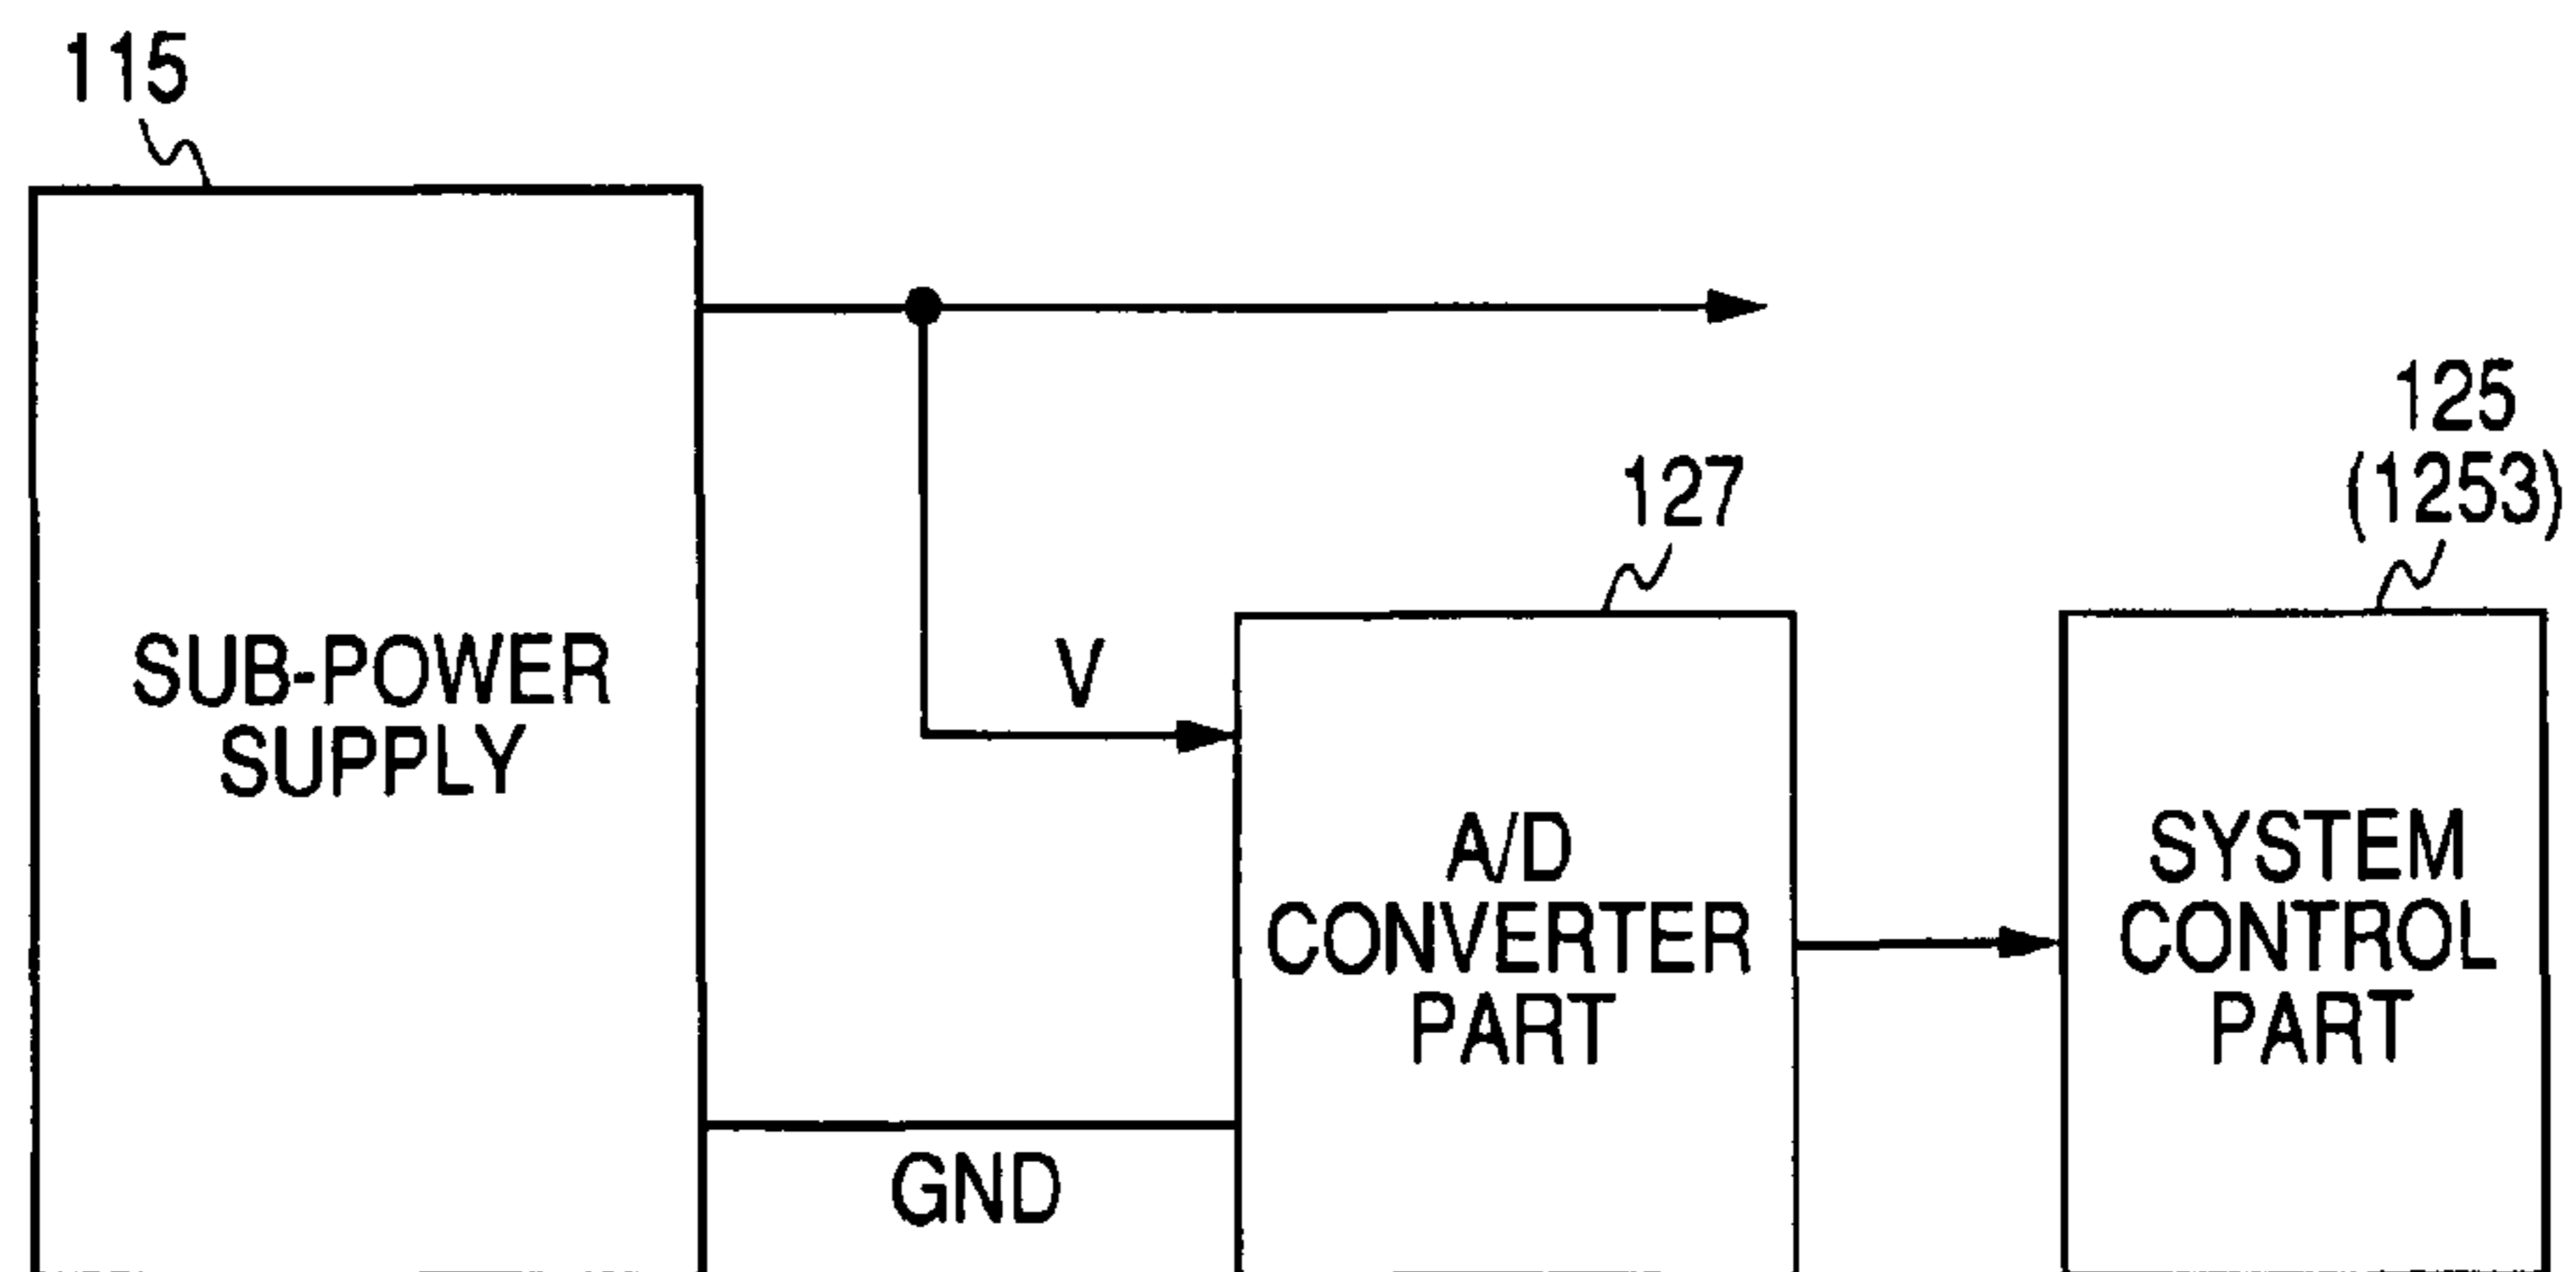 115
125
(1253)
127
SUB-POWER
SUPPLY
V
A/D
CONVERTER
PART
SYSTEM
CONTROL
PART
GND